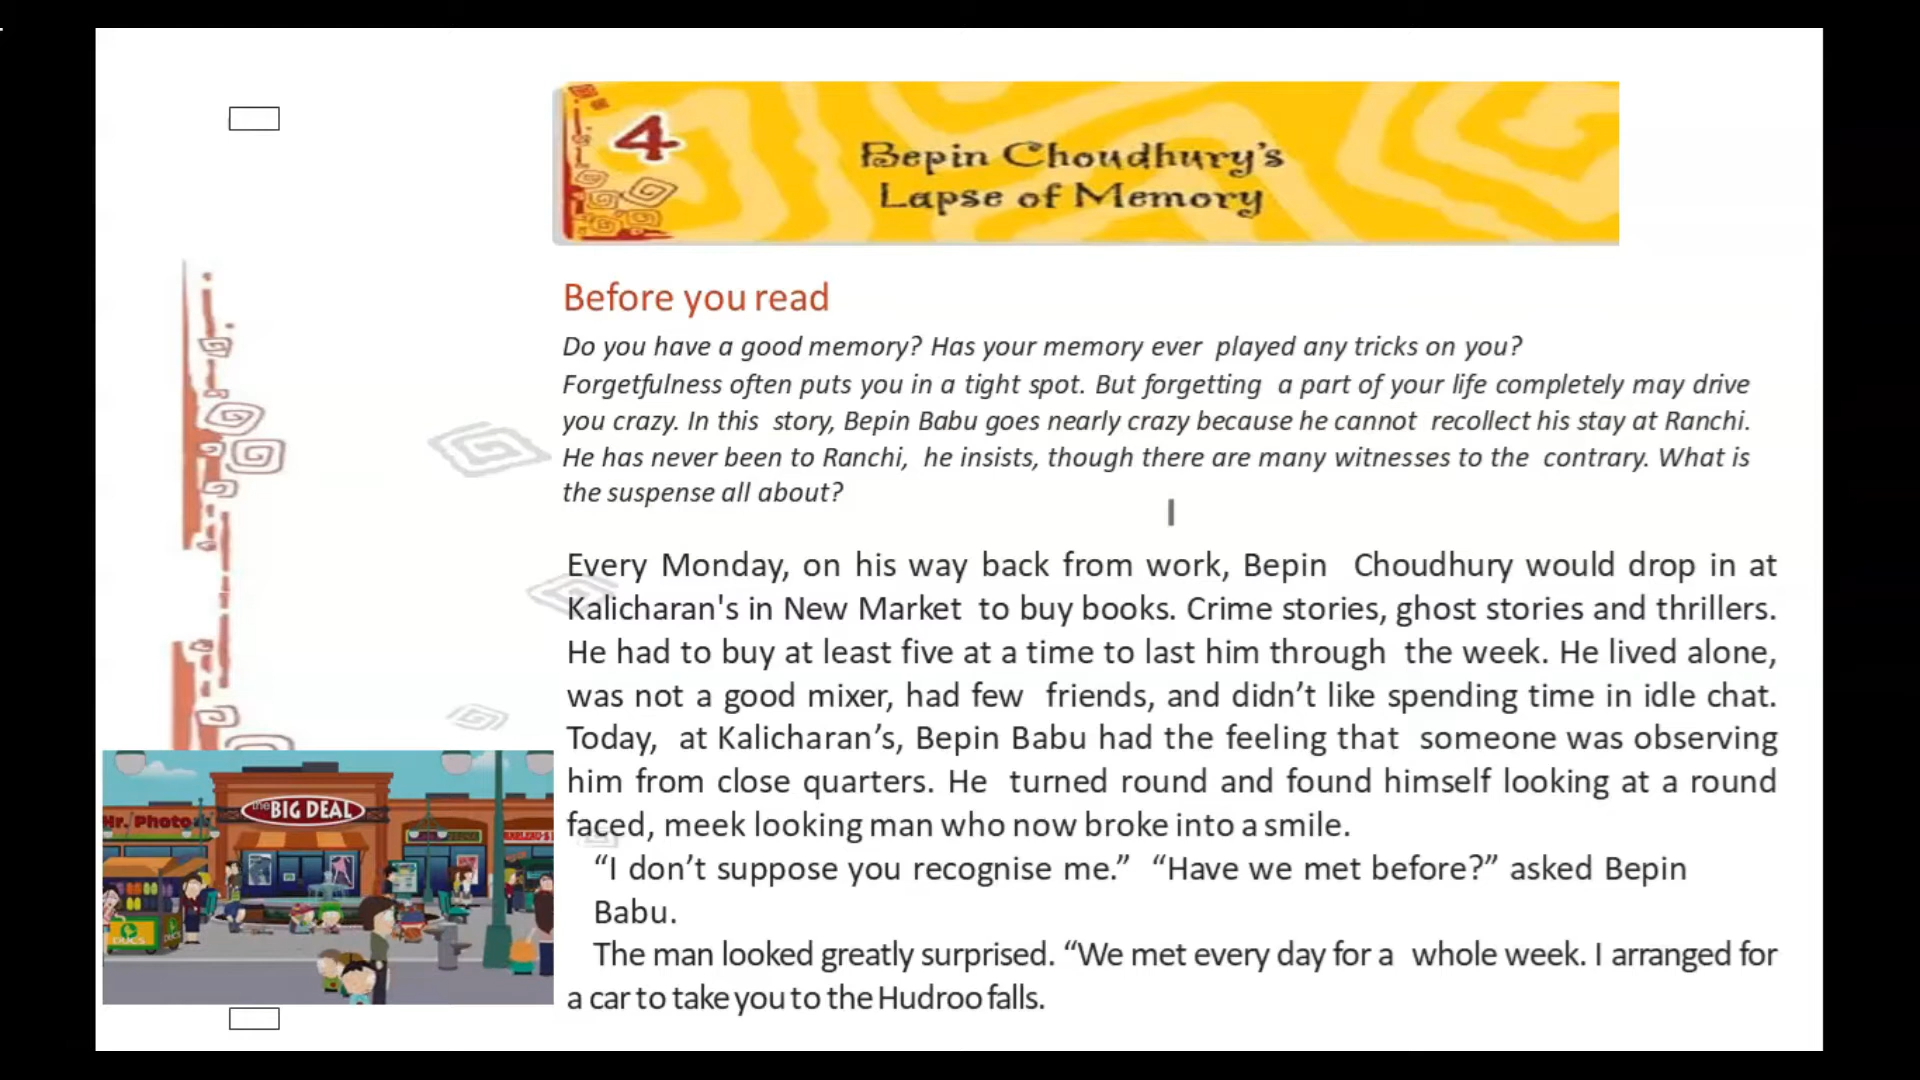 4
Bepin Choudhury's
Lapse of Memory
Before you read
Do you have a good memory? Has your memory ever played any tricks on you?
Forgetfulness often puts you in a tight spot. But forgetting a part of your life completely may drive
you crazy. In this story, Bepin Babu goes nearly crazy because he cannot recollect his stay at Ranchi.
He has never been to Ranchi, he insists, though there are many witnesses to the contrary. What is
the suspense all about?
I
Every Monday, on his way back from work, Bepin Choudhury would drop in at
Kalicharan's in New Market to buy books. Crime stories, ghost stories and thrillers.
He had to buy at least five at a time to last him through the week. He lived alone,
was not a good mixer, had few friends, and didn’t like spending time in idle chat.
Today, at Kalicharan’s, Bepin Babu had the feeling that someone was observing
him from close quarters. He turned round and found himself looking at a round
faced, meek looking man who now broke into a smile.
“I don’t suppose you recognise me.” “Have we met before?” asked Bepin
Babu.
The man looked greatly surprised. “We met every day for a whole week. I arranged for
a car to take you to the Hudroo falls.
the BIG DEAL
Mr. Photo